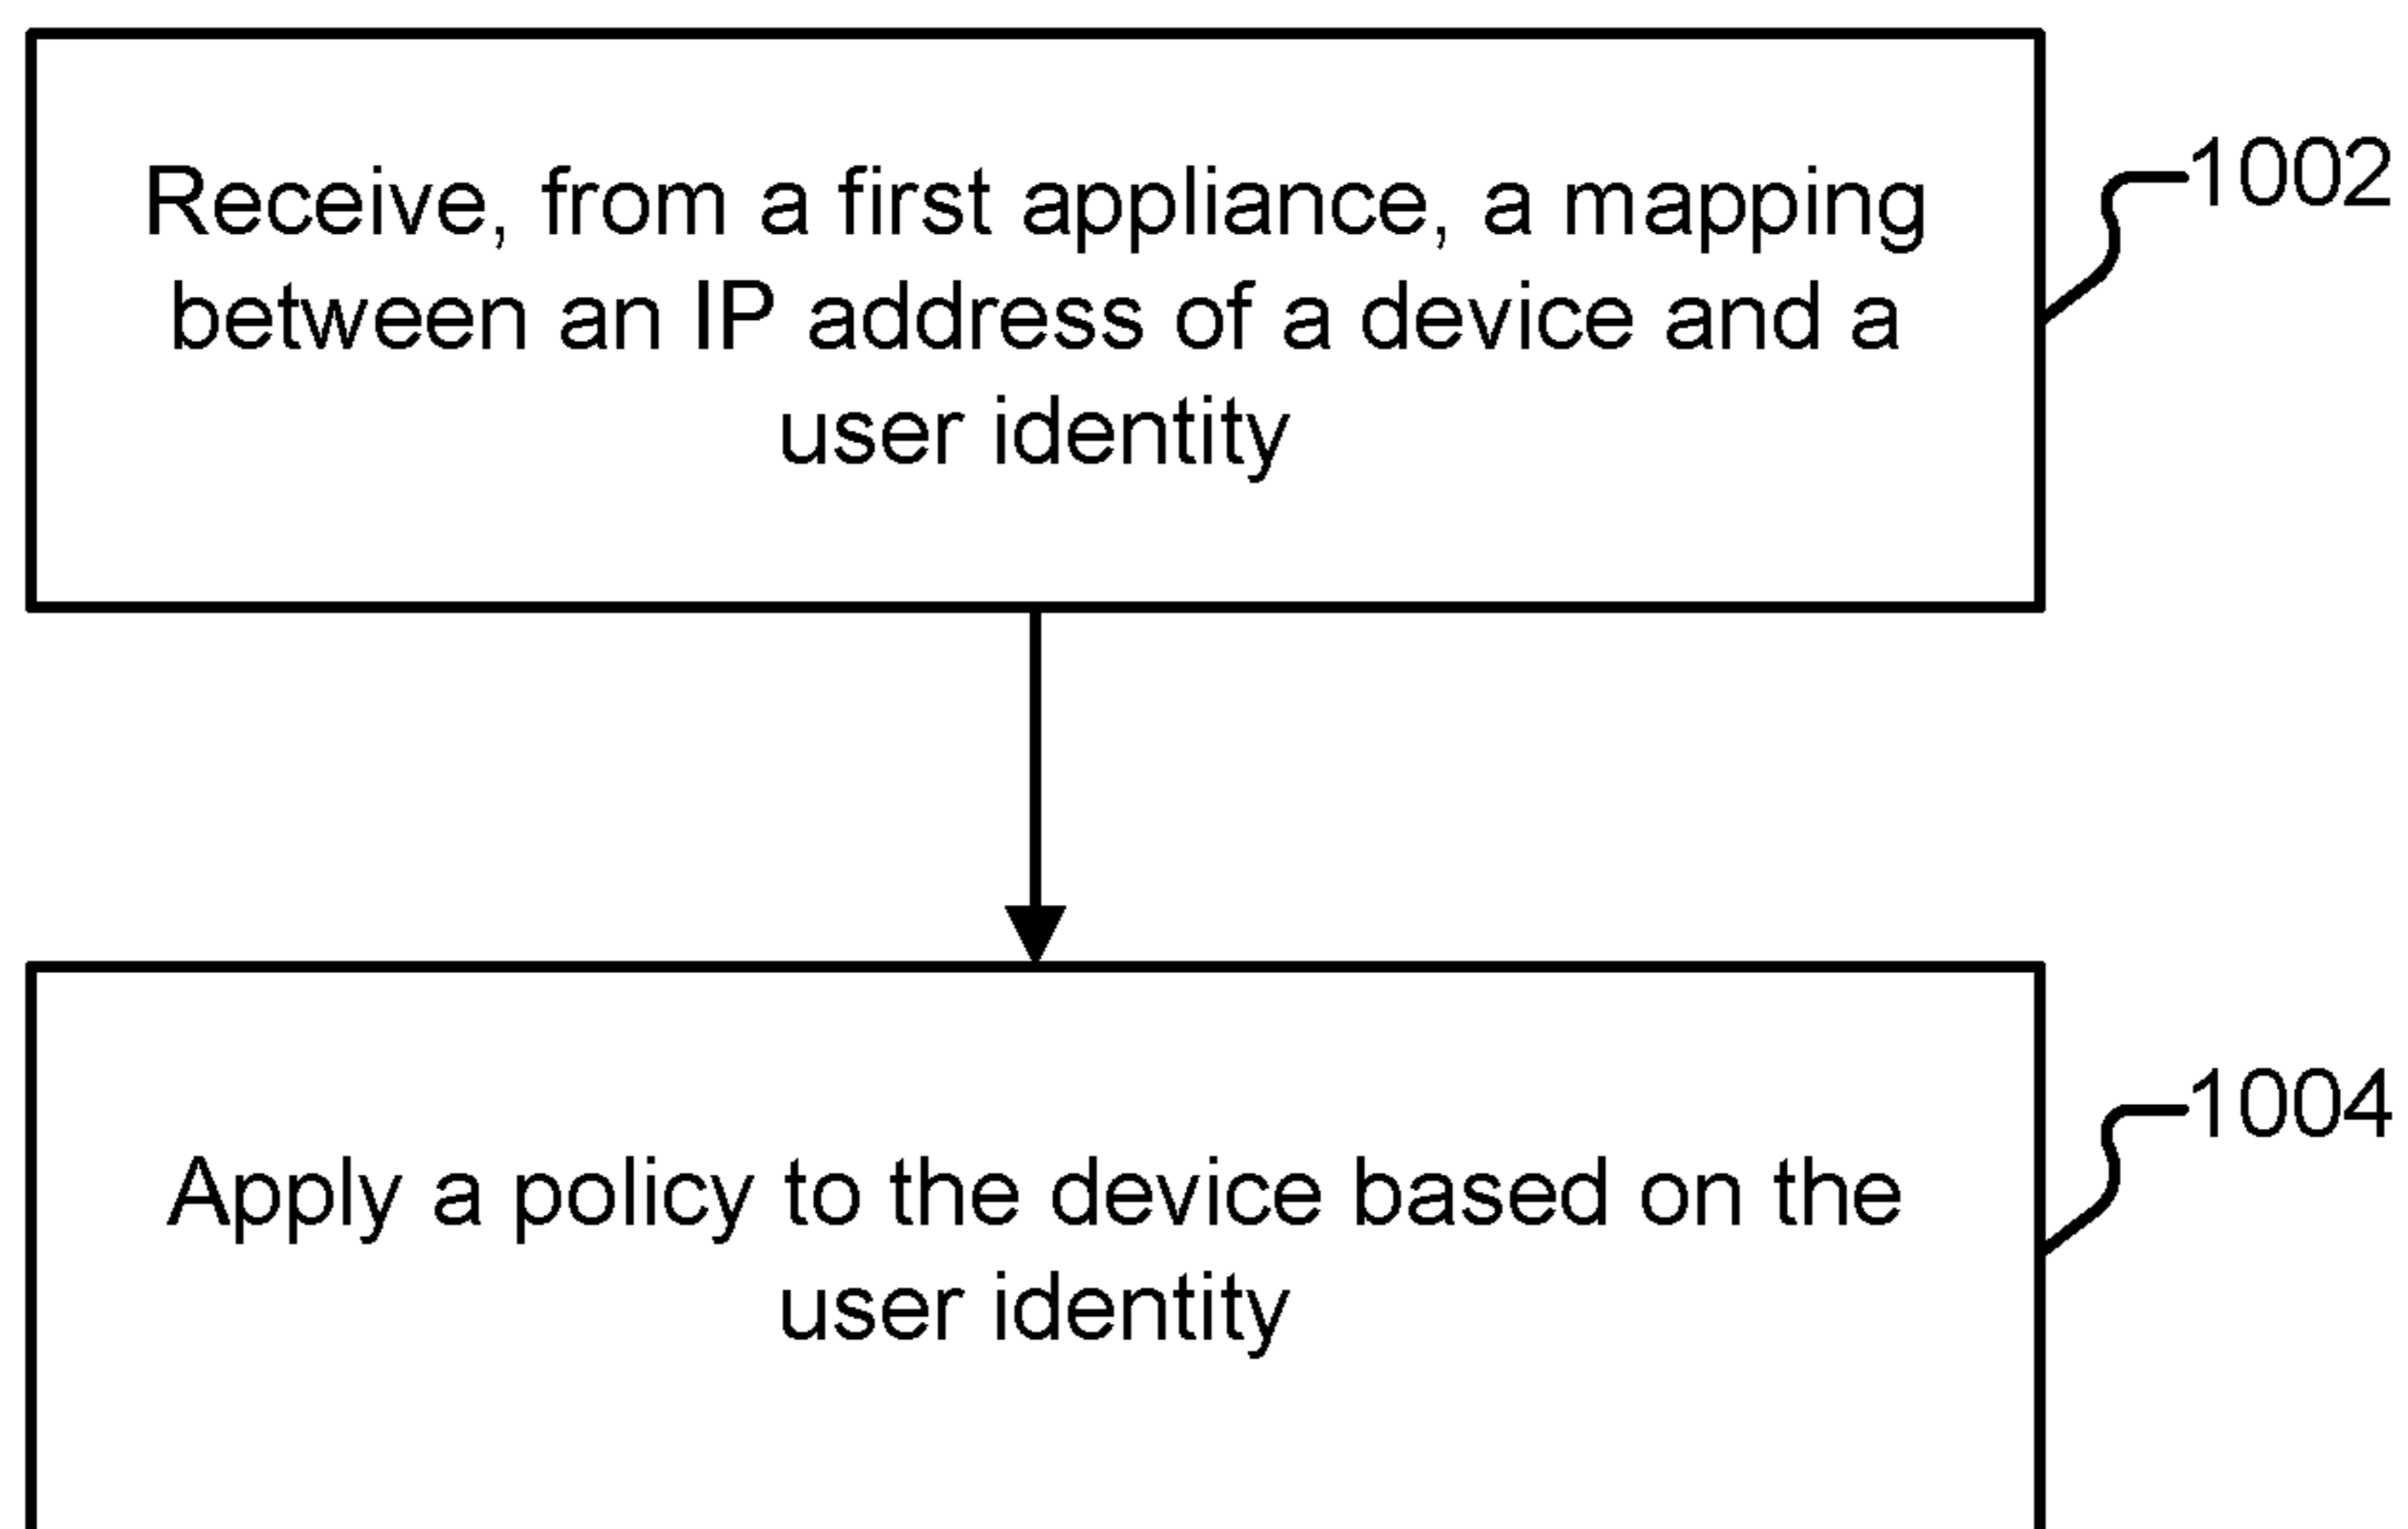 Receive, from a first appliance, a mapping
between an IP address of a device and a
user identity
1002
Apply a policy to the device based on the
user identity
1004